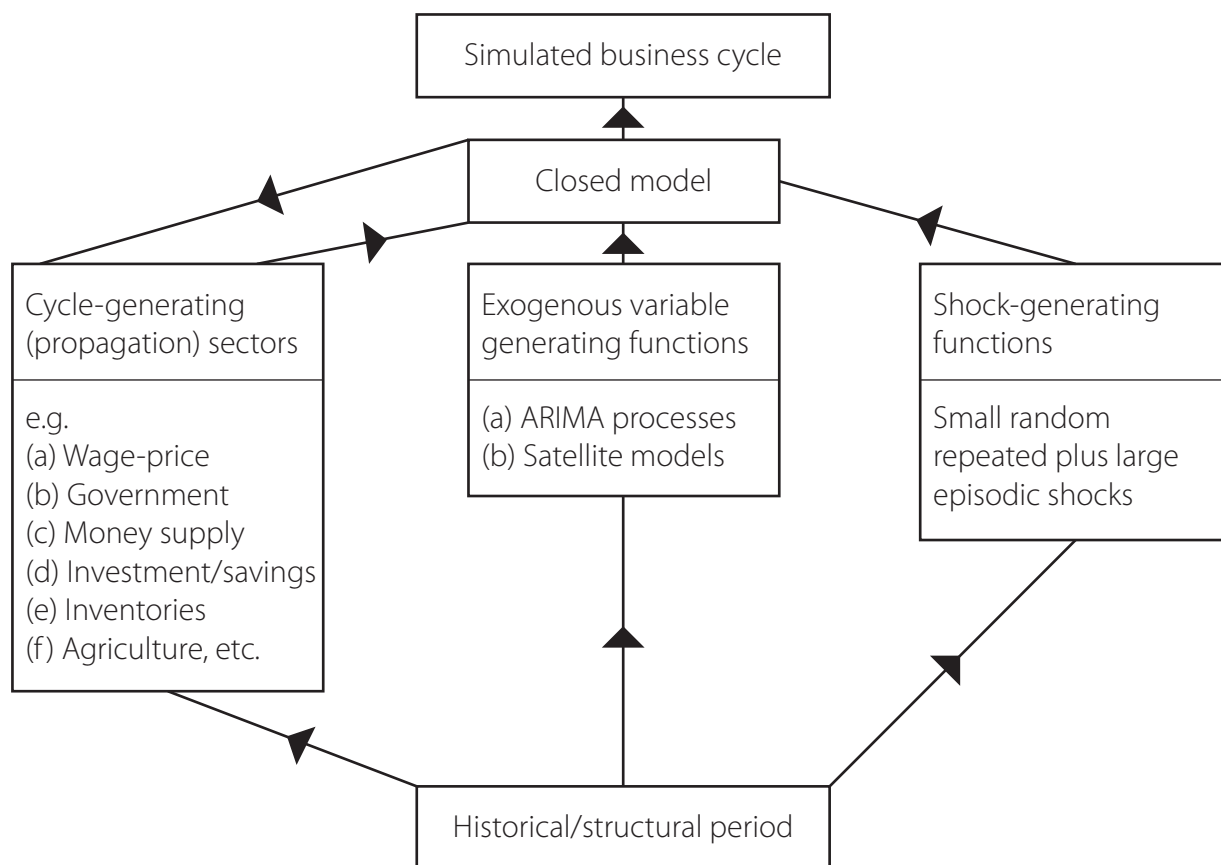 Simulated business cycle
Closed model
Cycle-generating
(propagation) sectors
e.g.
(a) Wage-price
(b) Government
(c) Money supply
(d) Investment/savings
(e) Inventories
(f) Agriculture, etc.
Exogenous variable
generating functions
(a) ARIMA processes
(b) Satellite models
Shock-generating
functions
Small random
repeated plus large
episodic shocks
Historical/structural period